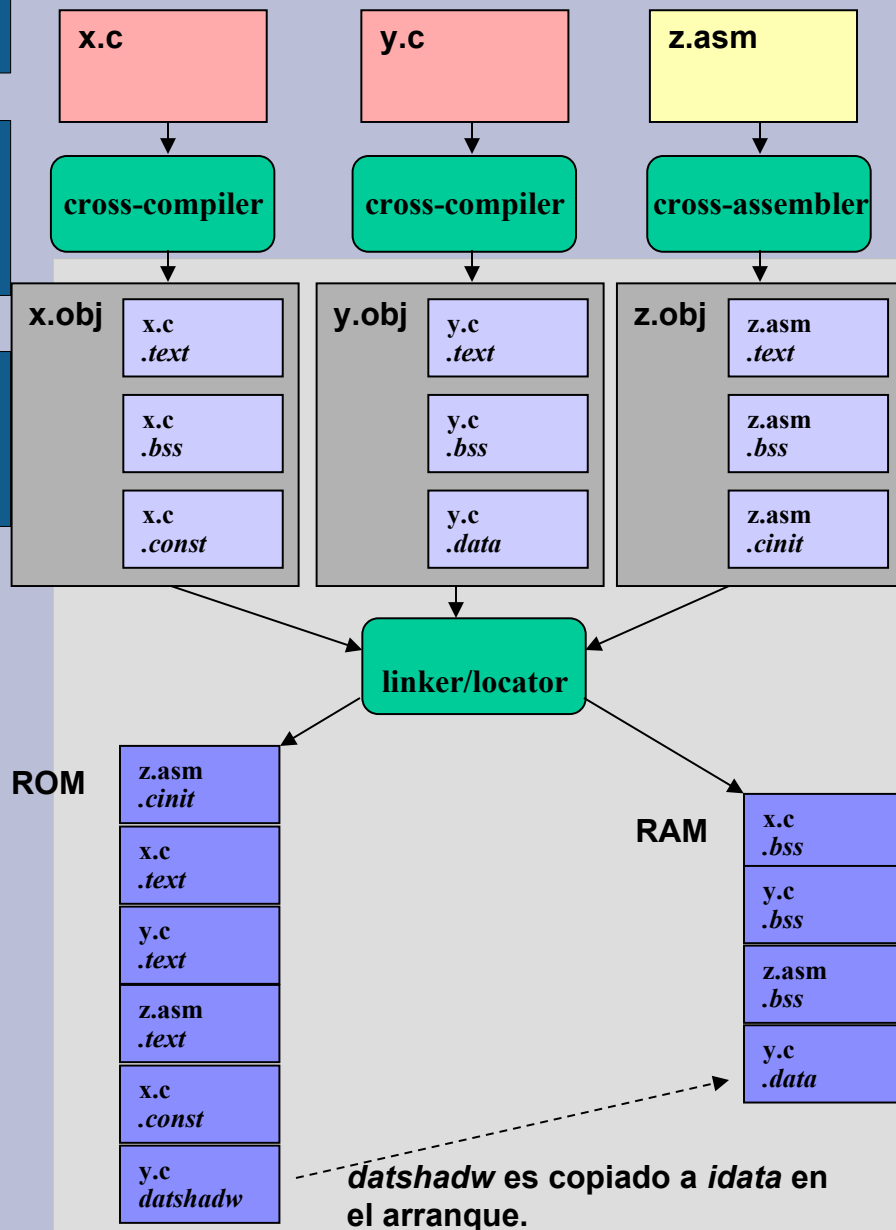 x.c
y.c
z.asm
cross-compiler
cross-compiler
cross-assembler
x.obj
x.c
.text
x.c
.bss
x.c
.const
y.obj
y.c
.text
y.c
.bss
y.c
.data
z.obj
z.asm
.text
z.asm
.bss
z.asm
.cinit
linker/locator
ROM
z.asm
.cinit
x.c
.text
y.c
.text
z.asm
.text
x.c
.const
y.c
datshadw
RAM
x.c
.bss
y.c
.bss
z.asm
.bss
y.c
.data
datshadw es copiado a idata en
el arranque.